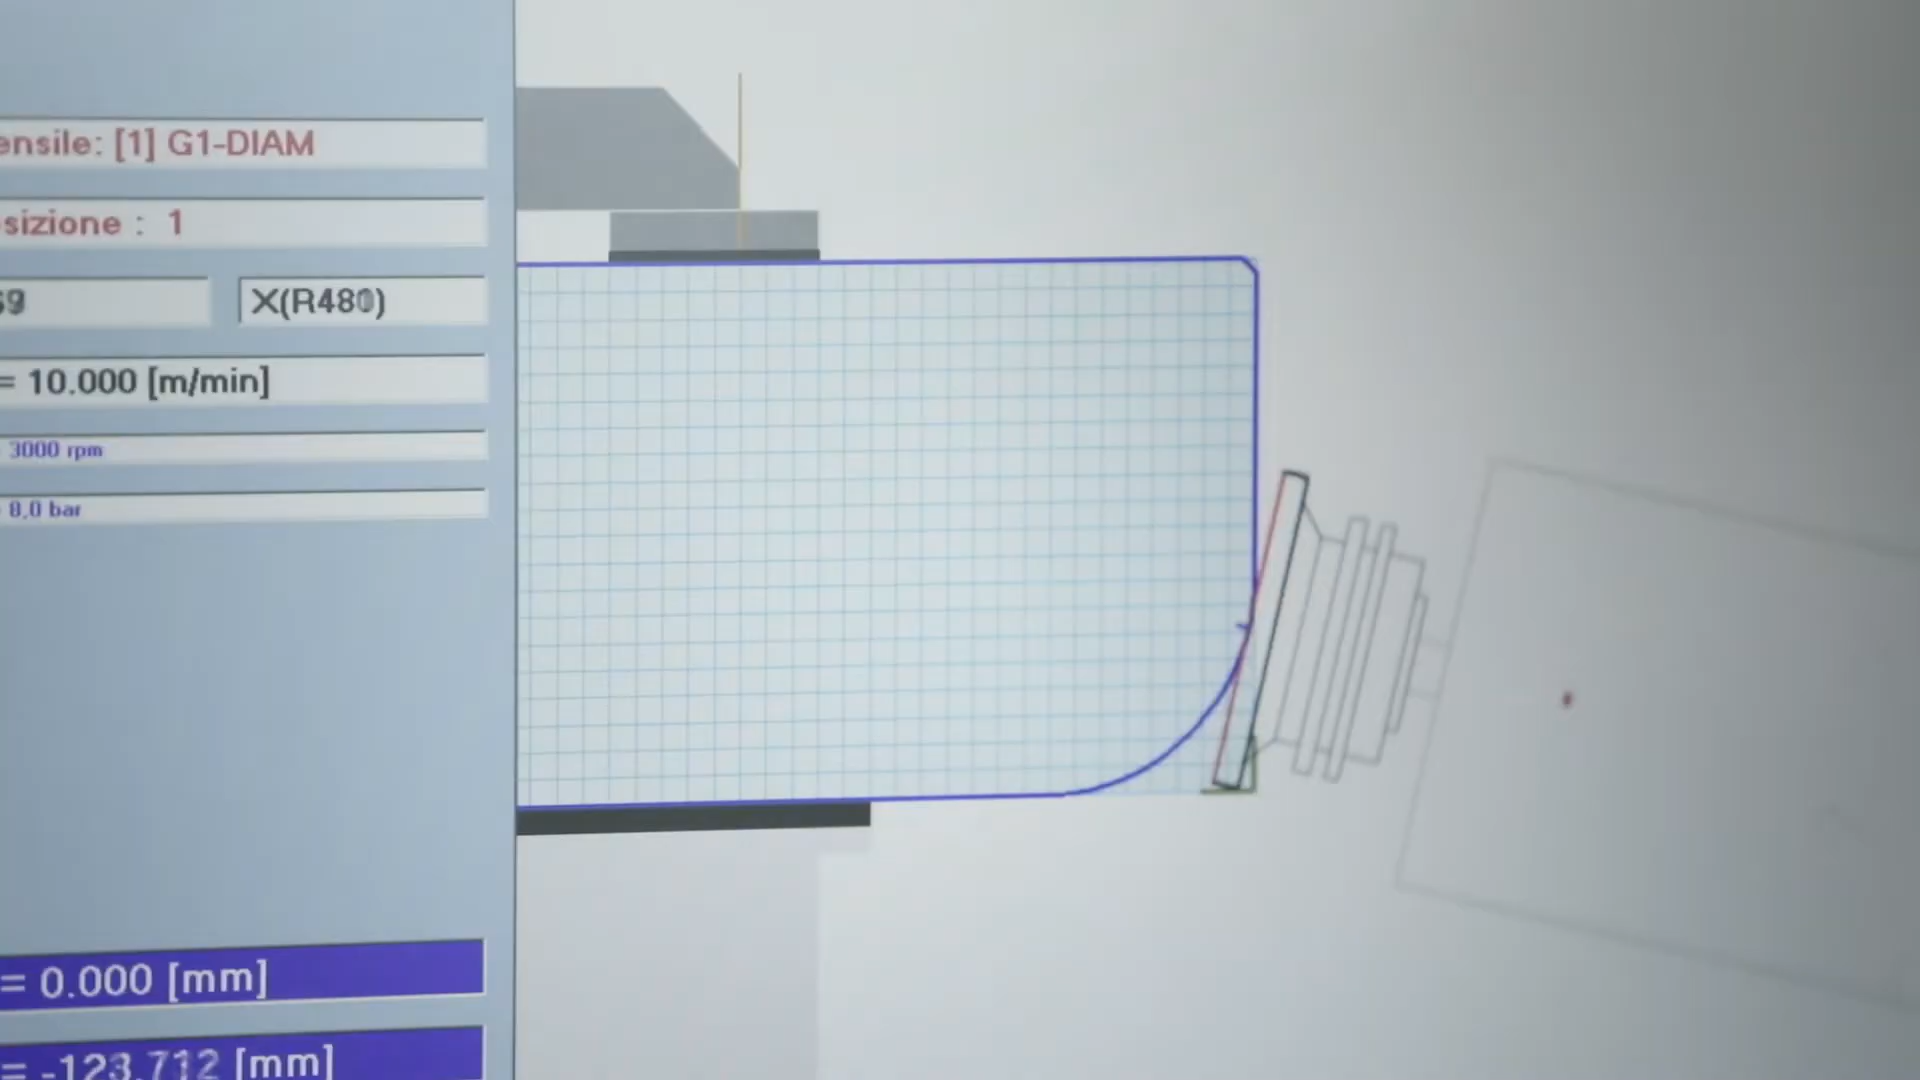 ensile: [1] G1-DIAM
sizione : 1
X(R480)
= 10.000 [m/min]
3000 rpm
8,0 bar
= 0.000 [mm]
= -123.712 [mm]